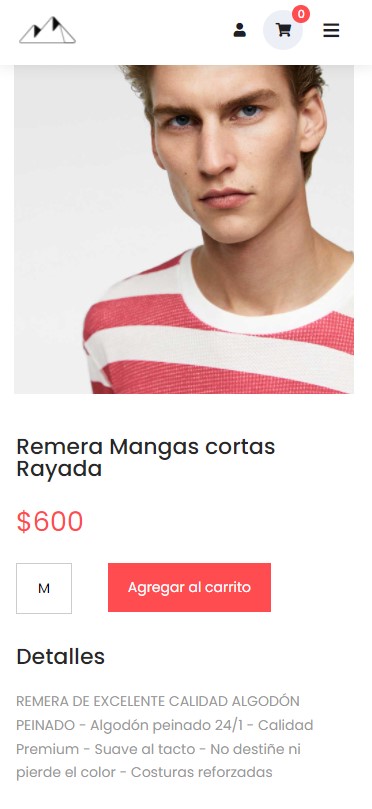 0
Remera Mangas cortas
Rayada
$600
M
Agregar al carrito
Detalles
REMERA DE EXCELENTE CALIDAD ALGODÓN
PEINADO - Algodón peinado 24/1 - Calidad
Premium - Suave al tacto - No destiñe ni
pierde el color - Costuras reforzadas